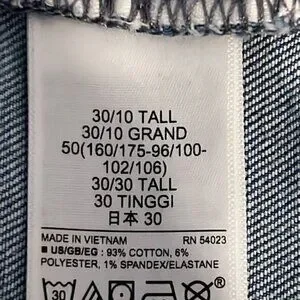 30/10 TALL
30/10 GRAND
50(160/175-96/100-
102/106)
30/30 TALL
30 TINGGI
日本 30
MADE IN VIETNAM RN 54023
■ US/GB/EG : 93% COTTON, 6%
POLYESTER, 1% SPANDEX/ELASTANE
30